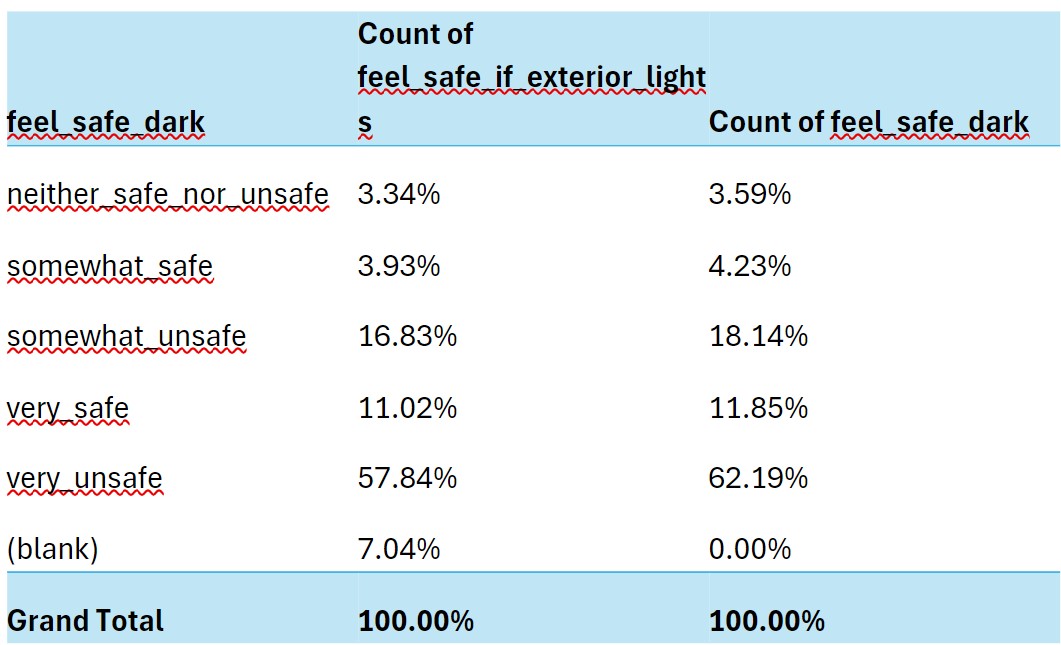 feel_safe_dark Count of feel_safe_if_exterior_lights Count of feel_safe_dark
neither_safe_nor_unsafe 3.34% 3.59%
somewhat_safe 3.93% 4.23%
somewhat_unsafe 16.83% 18.14%
very_safe 11.02% 11.85%
very_unsafe 57.84% 62.19%
(blank) 7.04% 0.00%
Grand Total 100.00% 100.00%